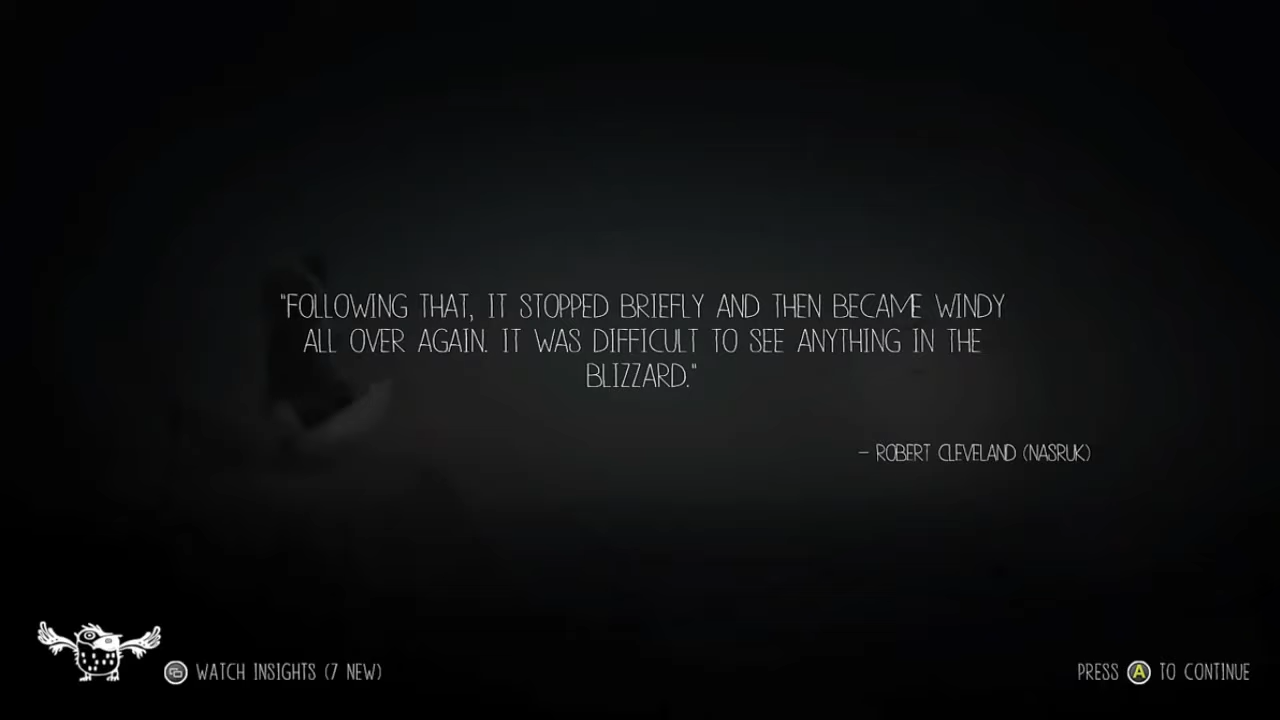 "FOLLOWING THAT, IT STOPPED BRIEFLY AND THEN BECAME WINDY
ALL OVER AGAIN. IT WAS DIFFICULT TO SEE ANYTHING IN THE
BLIZZARD."
– ROBERT CLEVELAND (NASRUK)
WATCH INSIGHTS (7 NEW)
PRESS A TO CONTINUE